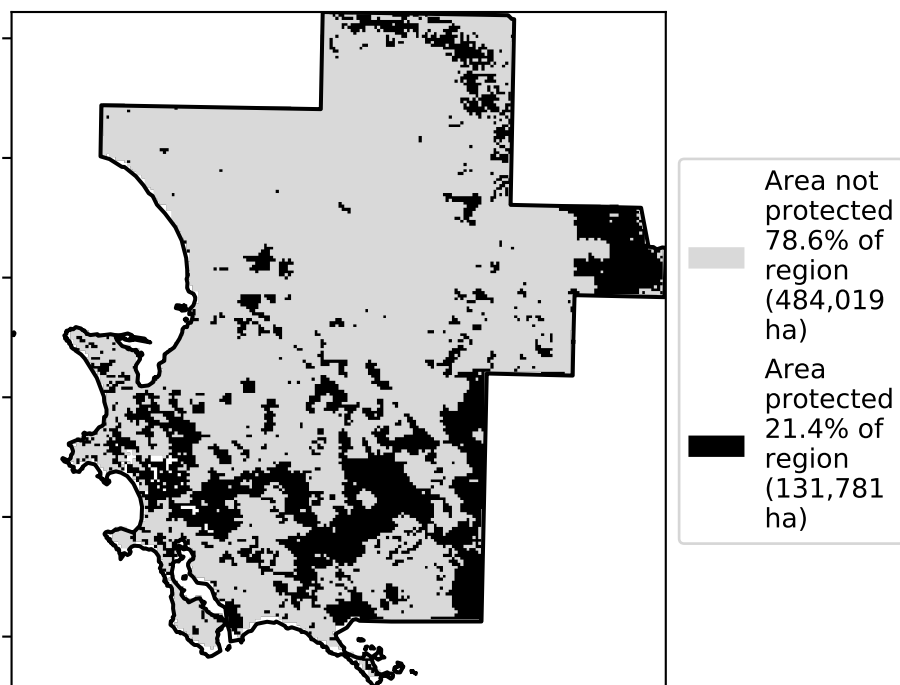 Area not
protected
78.6% of
region
(484,019
ha)
Area
protected
21.4% of
region
(131,781
ha)